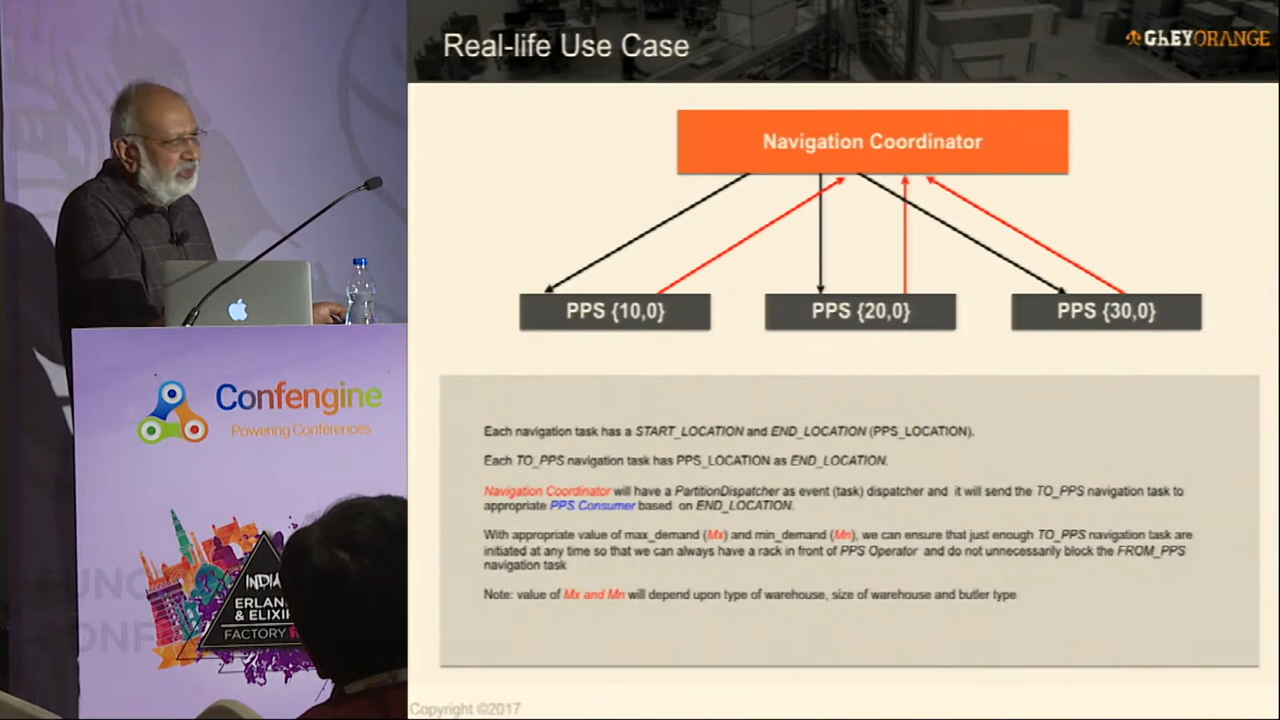 Real-life Use Case
GREYORANGE
Navigation Coordinator
PPS {10,0}
PPS {20,0}
PPS {30,0}
Each navigation task has a START_LOCATION and END_LOCATION (PPS_LOCATION).
Each TO_PPS navigation task has PPS_LOCATION as END_LOCATION.
Navigation Coordinator will have a PartitionDispatcher as event (task) dispatcher and it will send the TO_PPS navigation task to
appropriate PPS Consumer based on END_LOCATION.
With appropriate value of max_demand (Mx) and min_demand (Mn), we can ensure that just enough TO_PPS navigation task are
initiated at any time so that we can always have a rack in front of PPS Operator and do not unnecessarily block the FROM_PPS
navigation task
Note: value of Mx and Mn will depend upon type of warehouse, size of warehouse and butler type
Copyright ©2017
Confengine
Powering Conferences
INDIA
ERLANG
& ELIXIR
FACTORY